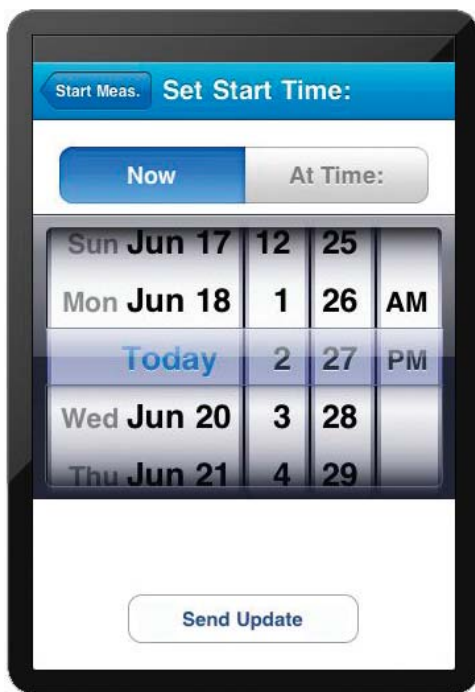 Start Meas. Set Start Time:
Now At Time:
Sun Jun 17 12 25
Mon Jun 18 1 26 AM
Today 2 27 PM
Wed Jun 20 3 28
Thu Jun 21 4 29
Send Update